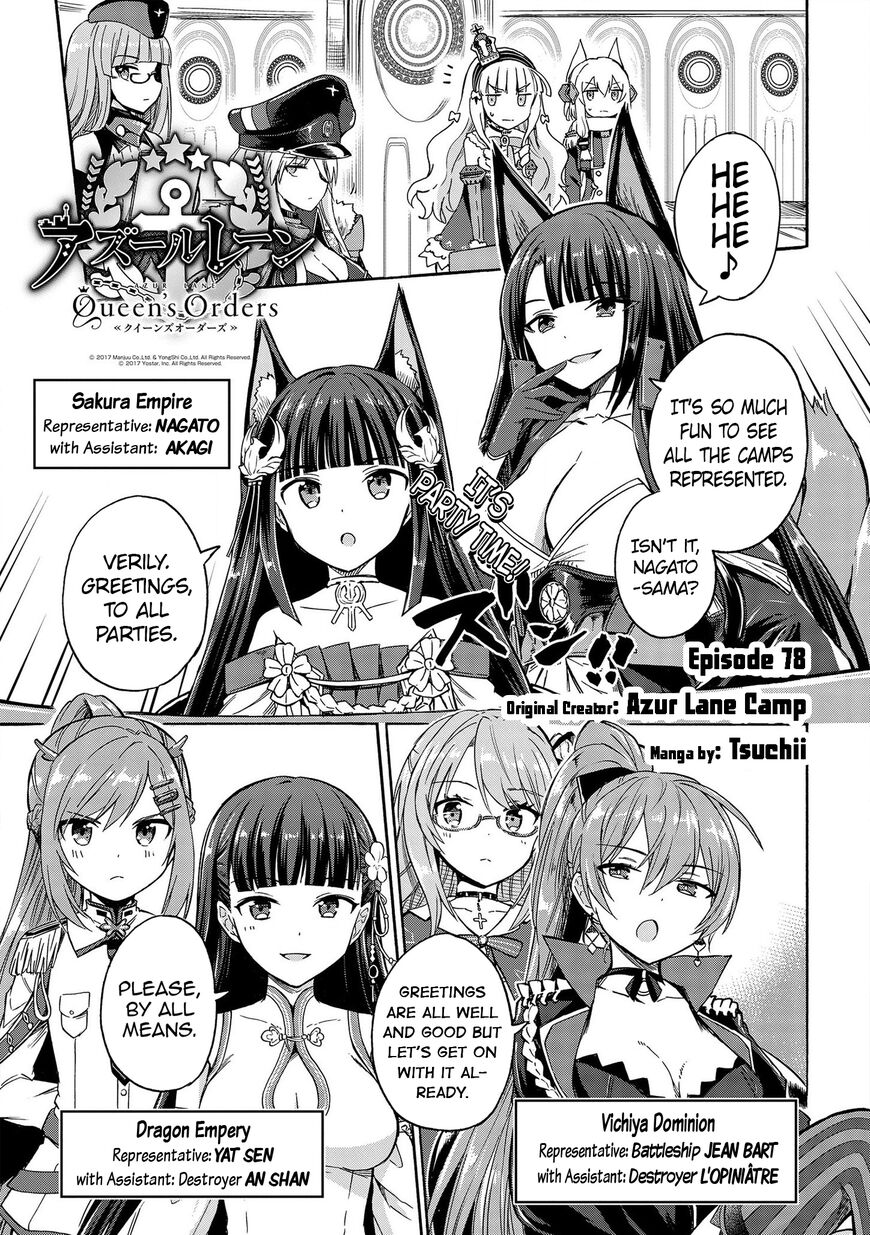 HE
HE
HE
♪
アズールレーン
AZUR LANE
Queen's Orders
≪クイーンズオーダーズ≫
© 2017 Manjuu Co.,Ltd. & YongShi Co.,Ltd. All Rights Reserved.
© 2017 Yostar, Inc. All Rights Reserved.
Sakura Empire
Representative: NAGATO
with Assistant: AKAGI
IT'S SO MUCH
FUN TO SEE
ALL THE CAMPS
REPRESENTED.
ISN'T IT,
NAGATO
-SAMA?
IT'S
PARTY TIME!
ズン!!
VERILY.
GREETINGS,
TO ALL
PARTIES.
Episode 78
Original Creator: Azur Lane Camp
Manga by: Tsuchii
GREETINGS
ARE ALL WELL
AND GOOD BUT
LET'S GET ON
WITH IT AL-
READY.
Vichiya Dominion
Representative: Battleship JEAN BART
with Assistant: Destroyer L'OPINIÂTRE
PLEASE,
BY ALL
MEANS.
Dragon Empery
Representative: YAT SEN
with Assistant: Destroyer AN SHAN